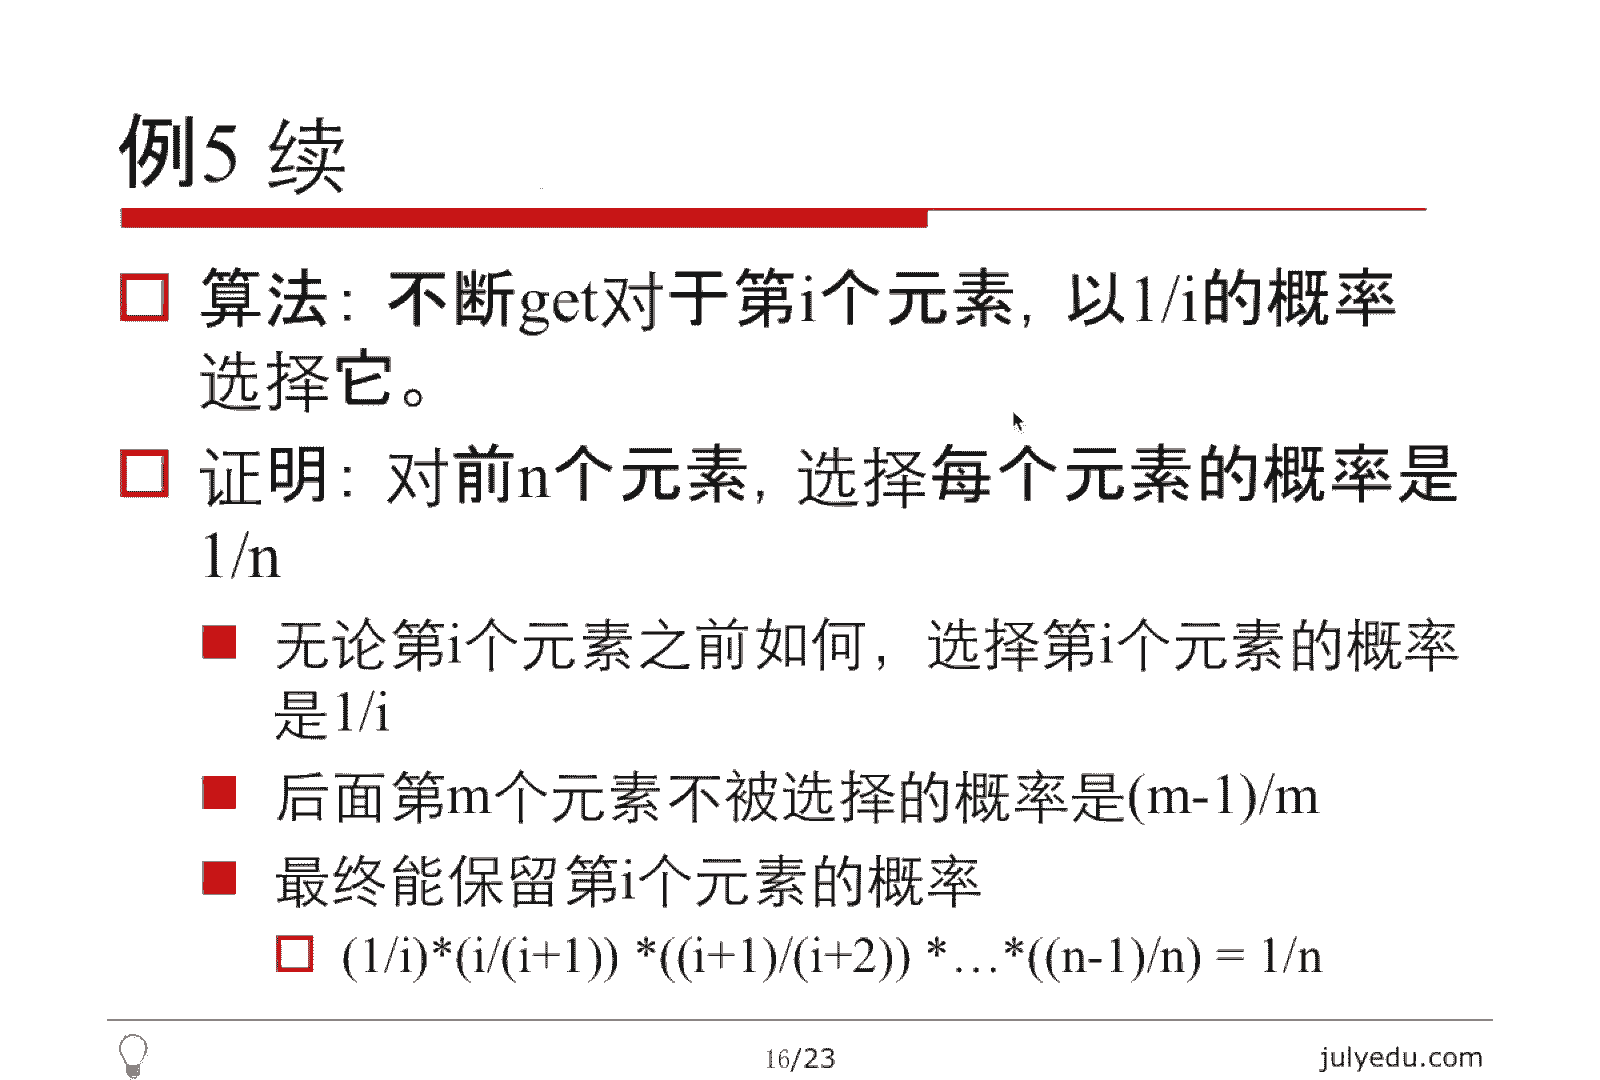 例5 续
算法：不断get对于第i个元素，以1/i的概率
选择它。
证明：对前n个元素，选择每个元素的概率是
1/n
无论第i个元素之前如何，选择第i个元素的概率
是1/i
后面第m个元素不被选择的概率是(m-1)/m
最终能保留第i个元素的概率
(1/i)*(i/(i+1)) *((i+1)/(i+2)) *…*((n-1)/n) = 1/n
16/23
julyedu.com